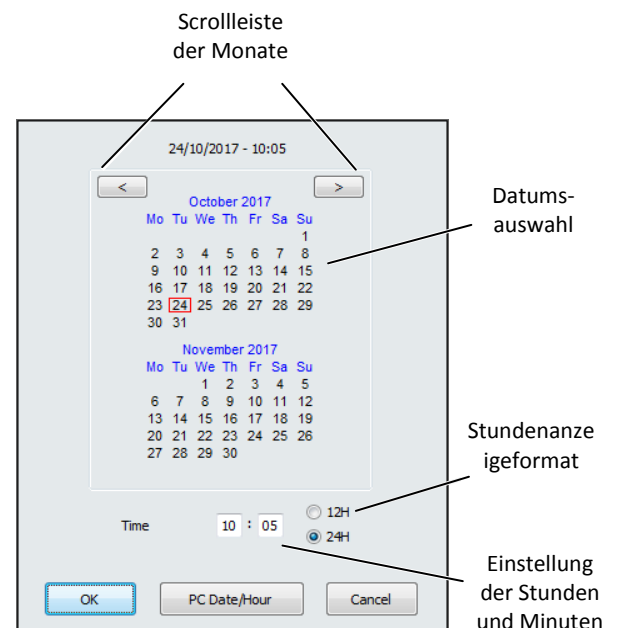 Scrollleiste
der Monate
24/10/2017 - 10:05
<
>
October 2017
Mo Tu We Th Fr Sa Su
1
2 3 4 5 6 7 8
9 10 11 12 13 14 15
16 17 18 19 20 21 22
23 24 25 26 27 28 29
30 31
November 2017
Mo Tu We Th Fr Sa Su
1 2 3 4 5
6 7 8 9 10 11 12
13 14 15 16 17 18 19
20 21 22 23 24 25 26
27 28 29 30
Datums-
auswahl
Stundenanze
igeformat
Time 10 : 05
12H
24H
Einstellung
der Stunden
und Minuten
OK
PC Date/Hour
Cancel